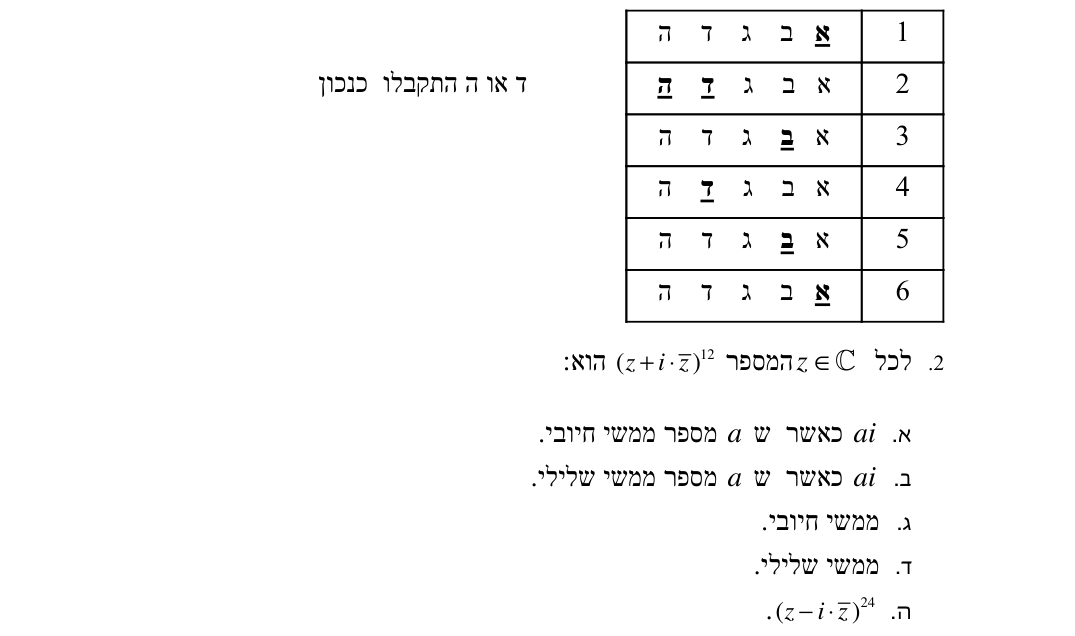 1 א ב ג ד ה
2 א ב ג ד ה ד או ה התקבלו כנכון
3 א ב ג ד ה
4 א ב ג ד ה
5 א ב ג ד ה
6 א ב ג ד ה
2. לכל z ∈ ℂ המספר (z + i · z̅)¹² הוא:
א. ai כאשר ש a מספר ממשי חיובי.
ב. ai כאשר ש a מספר ממשי שלילי.
ג. ממשי חיובי.
ד. ממשי שלילי.
ה. (z − i · z̅)²⁴.